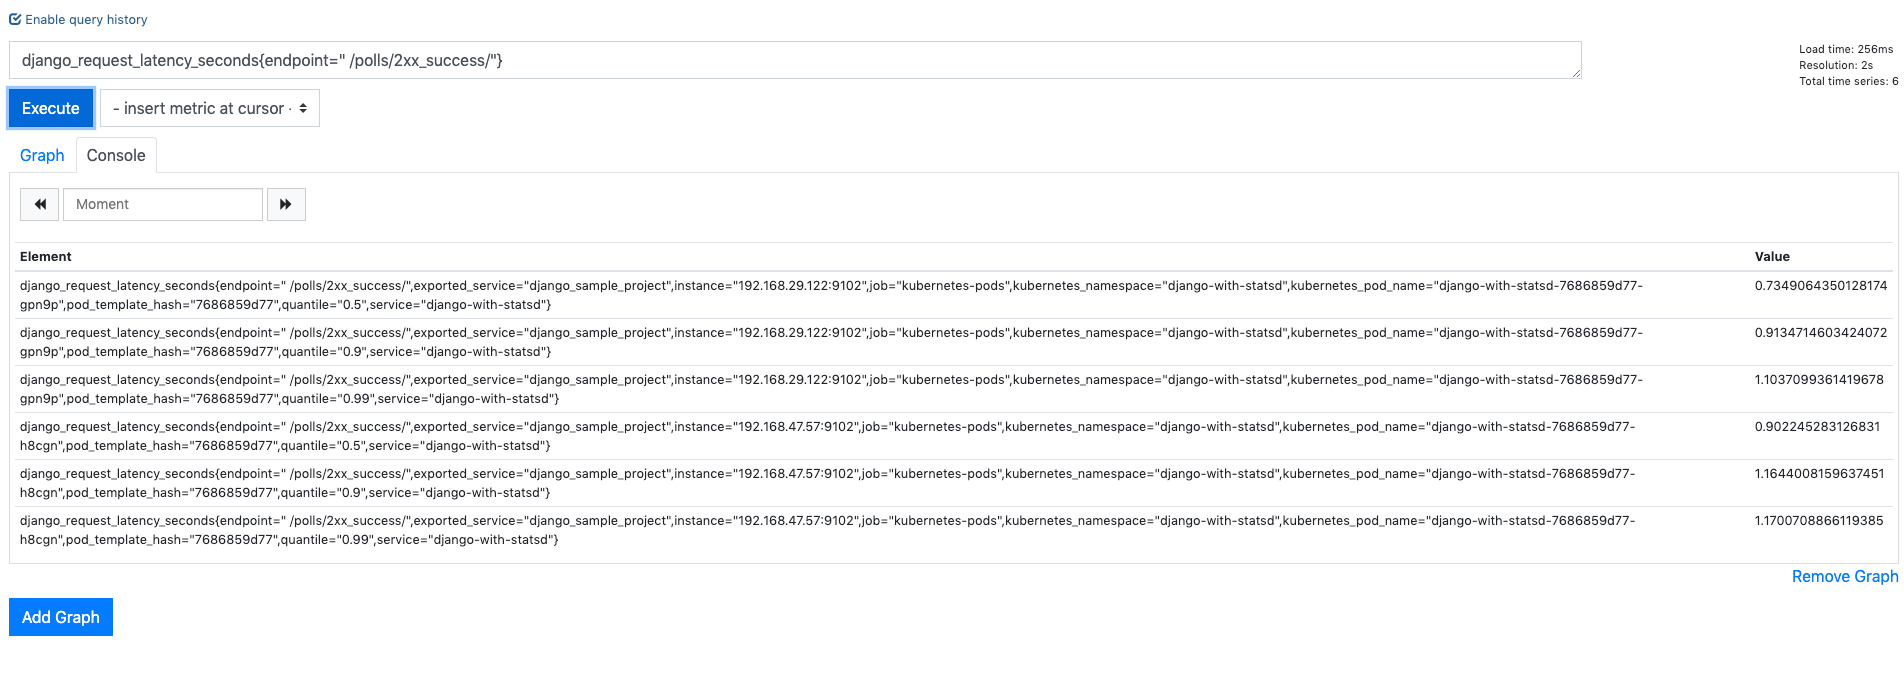 Enable query history
django_request_latency_seconds{endpoint=" /polls/2xx_success/"}
Load time: 256ms
Resolution: 2s
Total time series: 6
Execute
- insert metric at cursor -
Graph
Console
Moment
Element
Value
django_request_latency_seconds{endpoint=" /polls/2xx_success/",exported_service="django_sample_project",instance="192.168.29.122:9102",job="kubernetes-pods",kubernetes_namespace="django-with-statsd",kubernetes_pod_name="django-with-statsd-7686859d77-
gpn9p",pod_template_hash="7686859d77",quantile="0.5",service="django-with-statsd"}
0.7349064350128174
django_request_latency_seconds{endpoint=" /polls/2xx_success/",exported_service="django_sample_project",instance="192.168.29.122:9102",job="kubernetes-pods",kubernetes_namespace="django-with-statsd",kubernetes_pod_name="django-with-statsd-7686859d77-
gpn9p",pod_template_hash="7686859d77",quantile="0.9",service="django-with-statsd"}
0.9134714603424072
django_request_latency_seconds{endpoint=" /polls/2xx_success/",exported_service="django_sample_project",instance="192.168.29.122:9102",job="kubernetes-pods",kubernetes_namespace="django-with-statsd",kubernetes_pod_name="django-with-statsd-7686859d77-
gpn9p",pod_template_hash="7686859d77",quantile="0.99",service="django-with-statsd"}
1.1037099361419678
django_request_latency_seconds{endpoint=" /polls/2xx_success/",exported_service="django_sample_project",instance="192.168.47.57:9102",job="kubernetes-pods",kubernetes_namespace="django-with-statsd",kubernetes_pod_name="django-with-statsd-7686859d77-
h8cgn",pod_template_hash="7686859d77",quantile="0.5",service="django-with-statsd"}
0.902245283126831
django_request_latency_seconds{endpoint=" /polls/2xx_success/",exported_service="django_sample_project",instance="192.168.47.57:9102",job="kubernetes-pods",kubernetes_namespace="django-with-statsd",kubernetes_pod_name="django-with-statsd-7686859d77-
h8cgn",pod_template_hash="7686859d77",quantile="0.9",service="django-with-statsd"}
1.1644008159637451
django_request_latency_seconds{endpoint=" /polls/2xx_success/",exported_service="django_sample_project",instance="192.168.47.57:9102",job="kubernetes-pods",kubernetes_namespace="django-with-statsd",kubernetes_pod_name="django-with-statsd-7686859d77-
h8cgn",pod_template_hash="7686859d77",quantile="0.99",service="django-with-statsd"}
1.1700708866119385
Remove Graph
Add Graph